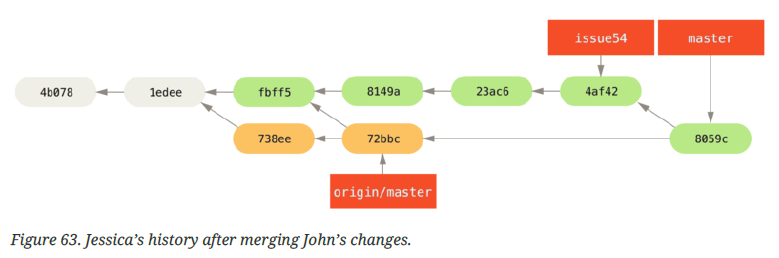 issue54 master
4b078 1edee fbff5 8149a 23ac6 4af42
738ee 72bbc 8059c
origin/master
Figure 63. Jessica’s history after merging John’s changes.